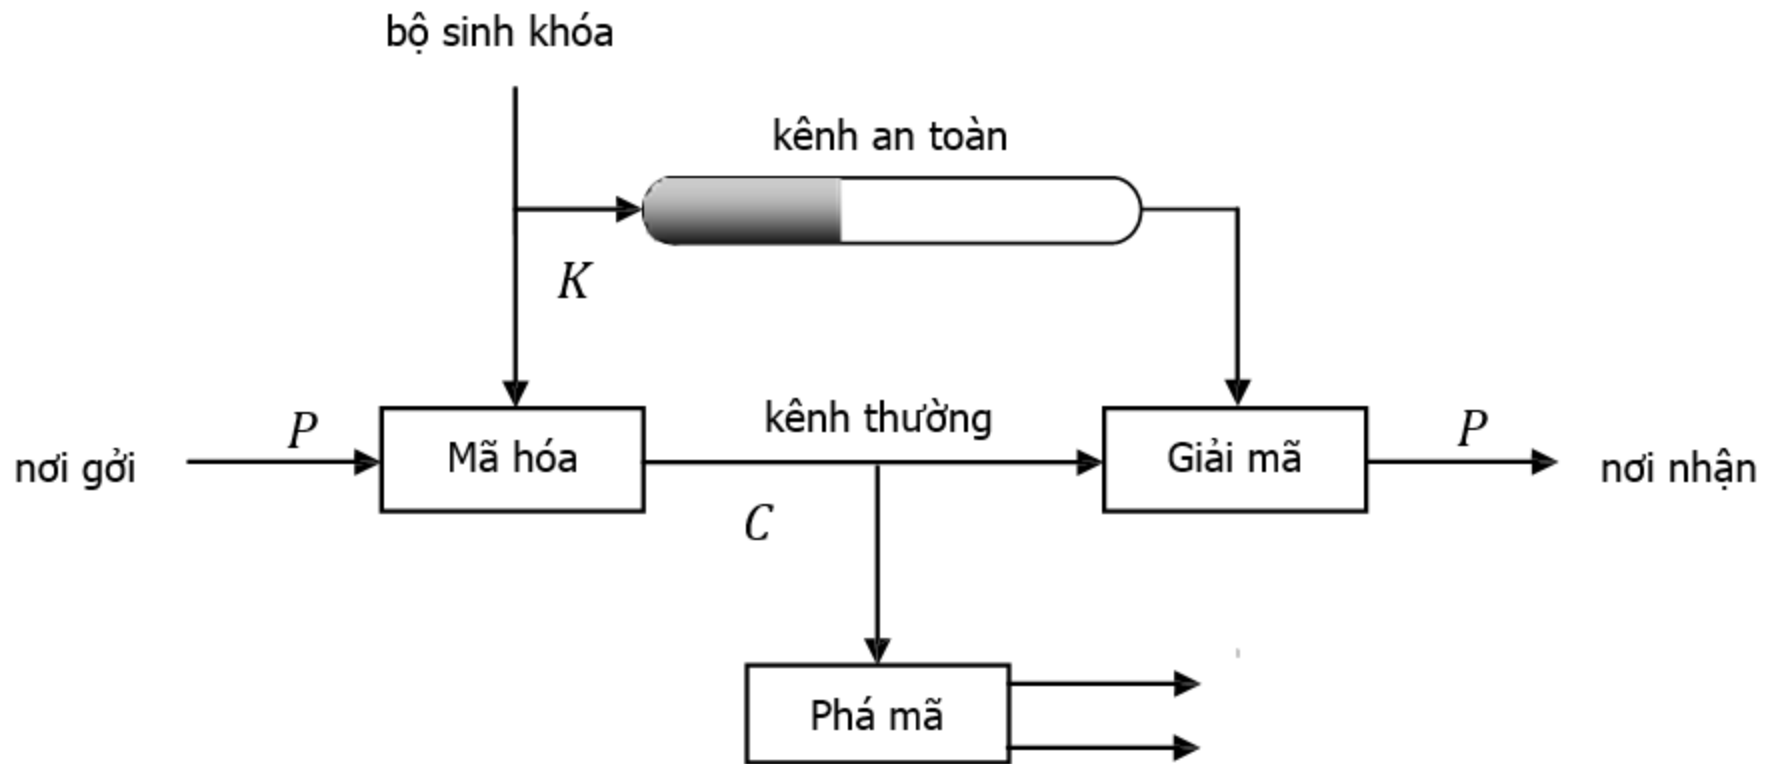 bộ sinh khóa
kênh an toàn
K
P
Mã hóa
kênh thường
Giải mã
P
nơi gởi
nơi nhận
C
Phá mã